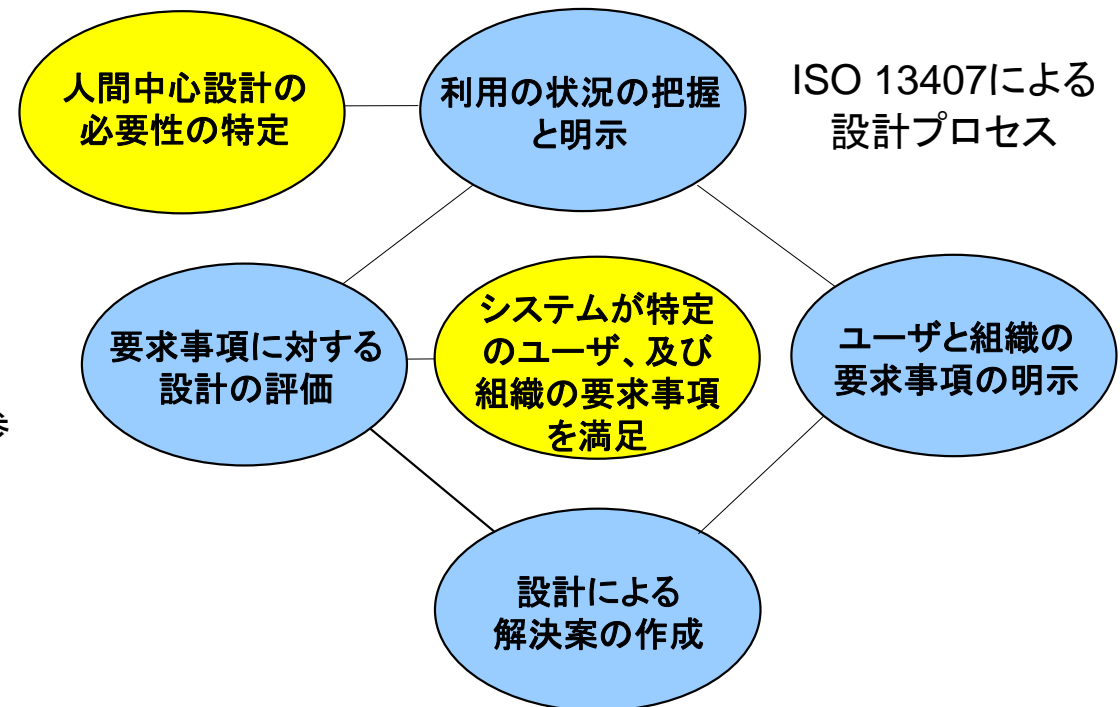 人間中心設計の
必要性の特定
利用の状況の把握
と明示
ISO 13407による
設計プロセス
要求事項に対する
設計の評価
システムが特定
のユーザ、及び
組織の要求事項
を満足
ユーザと組織の
要求事項の明示
設計による
解決案の作成